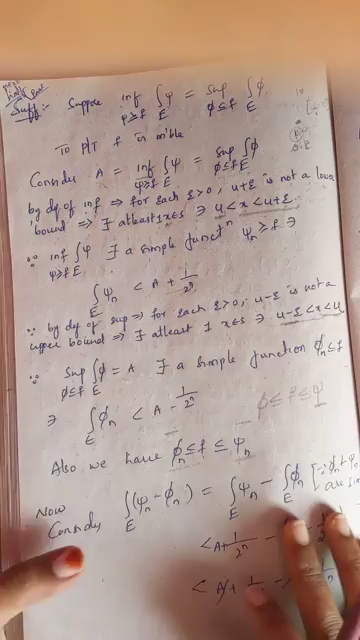 Suff:- Suppose inf ψ≥f ∫E ψ = sup φ≤f ∫E φ
To P/T f is m'ble
Consider A = inf ψ≥f ∫E ψ = sup φ≤f ∫E φ
by def of inf ⇒ for each ε>0, u+ε is not a lower
bound ⇒ ∃ atleast 1 x∈s ∋ u<x<u+ε.
∵ inf ψ≥f ∫E ψ ∃ a simple functⁿ ψn ≥ f ∋
∫E ψn < A + 1/2n
∵ by def of sup ⇒ for each ε>0, u-ε is not a
upper bound ⇒ ∃ atleast 1 x∈s ∋ u-ε<x<u
∵ sup φ≤f ∫E φ = A ∃ a simple function φn≤f
∋ ∫E φn < A - 1/2n φ≤f≤ψ
Also we have φn≤f≤ψn
Now
Consider ∫E (ψn-φn) = ∫E ψn - ∫E φn [∵ φn+ψn
are
< A + 1/2n -
< A +